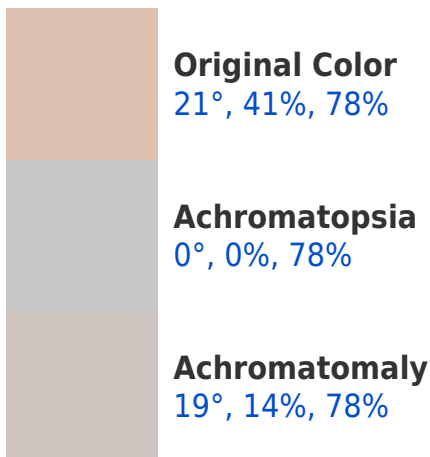 Original Color
21°, 41%, 78%
Achromatopsia
0°, 0%, 78%
Achromatomaly
19°, 14%, 78%